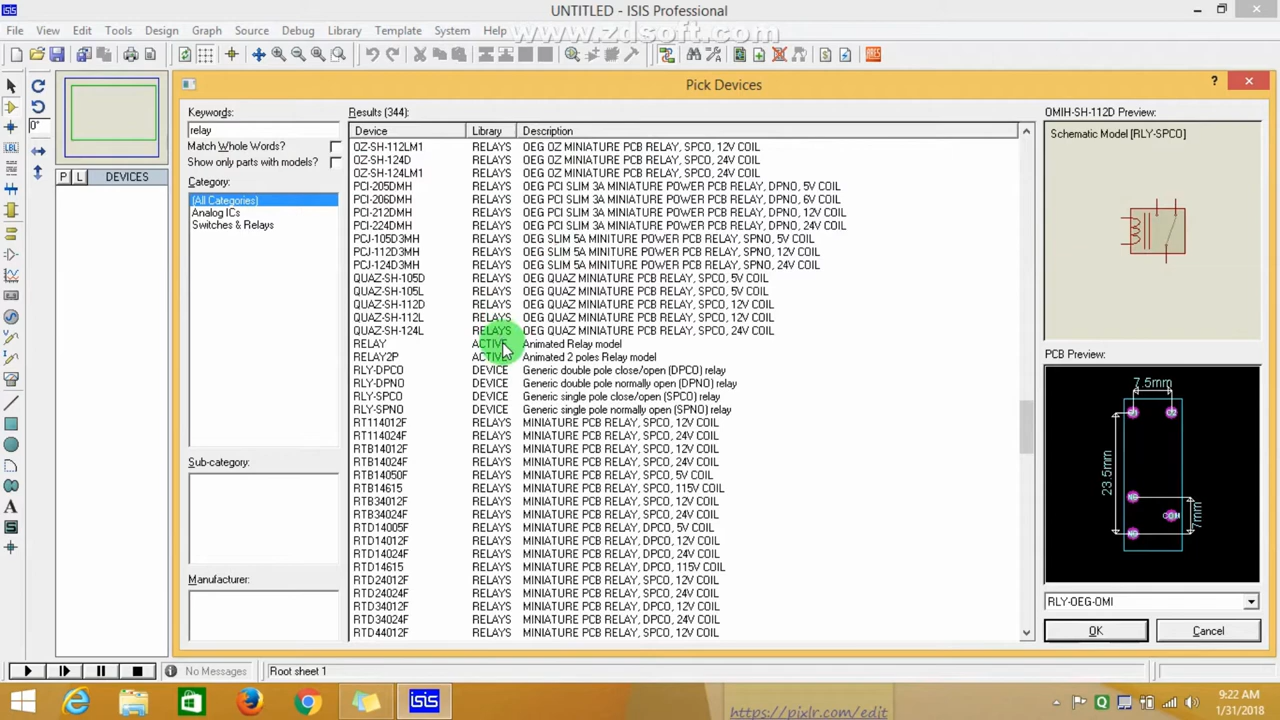 UNTITLED - ISIS Professional
File View Edit Tools Design Graph Source Debug Library Template System Help
www.zdsoft.com
Pick Devices
Keywords:
relay
Match Whole Words?
Show only parts with models?
Category:
(All Categories)
Analog ICs
Switches & Relays
Sub-category:
Manufacturer:
P L DEVICES
0°
LBL
Results (344):
Device Library Description
OZ-SH-112LM1 RELAYS OEG OZ MINIATURE PCB RELAY, SPCO, 12V COIL
OZ-SH-124D RELAYS OEG OZ MINIATURE PCB RELAY, SPCO, 24V COIL
OZ-SH-124LM1 RELAYS OEG OZ MINIATURE PCB RELAY, SPCO, 24V COIL
PCI-205DMH RELAYS OEG PCI SLIM 3A MINIATURE POWER PCB RELAY, DPNO, 5V COIL
PCI-206DMH RELAYS OEG PCI SLIM 3A MINIATURE POWER PCB RELAY, DPNO, 6V COIL
PCI-212DMH RELAYS OEG PCI SLIM 3A MINIATURE POWER PCB RELAY, DPNO, 12V COIL
PCI-224DMH RELAYS OEG PCI SLIM 3A MINIATURE POWER PCB RELAY, DPNO, 24V COIL
PCJ-105D3MH RELAYS OEG SLIM 5A MINITURE POWER PCB RELAY, SPNO, 5V COIL
PCJ-112D3MH RELAYS OEG SLIM 5A MINITURE POWER PCB RELAY, SPNO, 12V COIL
PCJ-124D3MH RELAYS OEG SLIM 5A MINITURE POWER PCB RELAY, SPNO, 24V COIL
QUAZ-SH-105D RELAYS OEG QUAZ MINIATURE PCB RELAY, SPCO, 5V COIL
QUAZ-SH-105L RELAYS OEG QUAZ MINIATURE PCB RELAY, SPCO, 5V COIL
QUAZ-SH-112D RELAYS OEG QUAZ MINIATURE PCB RELAY, SPCO, 12V COIL
QUAZ-SH-112L RELAYS OEG QUAZ MINIATURE PCB RELAY, SPCO, 12V COIL
QUAZ-SH-124L RELAYS OEG QUAZ MINIATURE PCB RELAY, SPCO, 24V COIL
RELAY ACTIVE Animated Relay model
RELAY2P ACTIVE Animated 2 poles Relay model
RLY-DPCO DEVICE Generic double pole close/open (DPCO) relay
RLY-DPNO DEVICE Generic double pole normally open (DPNO) relay
RLY-SPCO DEVICE Generic single pole close/open (SPCO) relay
RLY-SPNO DEVICE Generic single pole normally open (SPNO) relay
RT114012F RELAYS MINIATURE PCB RELAY, SPCO, 12V COIL
RT114024F RELAYS MINIATURE PCB RELAY, SPCO, 24V COIL
RTB14012F RELAYS MINIATURE PCB RELAY, SPCO, 12V COIL
RTB14024F RELAYS MINIATURE PCB RELAY, SPCO, 24V COIL
RTB14050F RELAYS MINIATURE PCB RELAY, SPCO, 5V COIL
RTB14615 RELAYS MINIATURE PCB RELAY, SPCO, 115V COIL
RTB34012F RELAYS MINIATURE PCB RELAY, SPCO, 12V COIL
RTB34024F RELAYS MINIATURE PCB RELAY, SPCO, 24V COIL
RTD14005F RELAYS MINIATURE PCB RELAY, DPCO, 5V COIL
RTD14012F RELAYS MINIATURE PCB RELAY, SPCO, 12V COIL
RTD14024F RELAYS MINIATURE PCB RELAY, SPCO, 24V COIL
RTD14615 RELAYS MINIATURE PCB RELAY, DPCO, 115V COIL
RTD24012F RELAYS MINIATURE PCB RELAY, SPCO, 12V COIL
RTD24024F RELAYS MINIATURE PCB RELAY, SPCO, 24V COIL
RTD34012F RELAYS MINIATURE PCB RELAY, DPCO, 12V COIL
RTD34024F RELAYS MINIATURE PCB RELAY, DPCO, 24V COIL
RTD44012F RELAYS MINIATURE PCB RELAY, SPCO, 12V COIL
OMIH-SH-112D Preview:
Schematic Model [RLY-SPCO]
PCB Preview:
7.5mm
23.5mm
7mm
COM
RLY-OEG-OMI
OK Cancel
No Messages Root sheet 1
isis
https://pixlr.com/edit
9:22 AM
1/31/2018